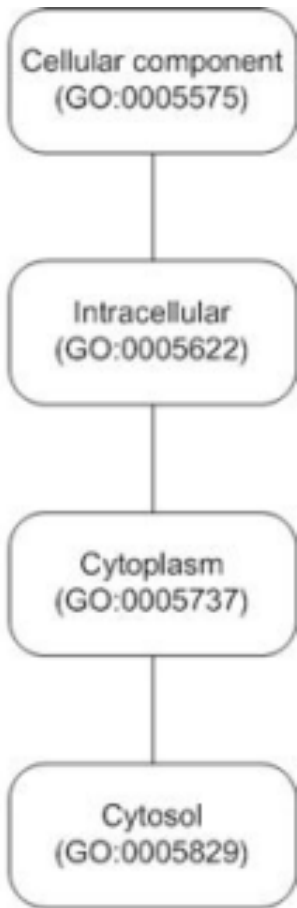 Cellular component
(GO:0005575)
Intracellular
(GO:0005622)
Cytoplasm
(GO:0005737)
Cytosol
(GO:0005829)